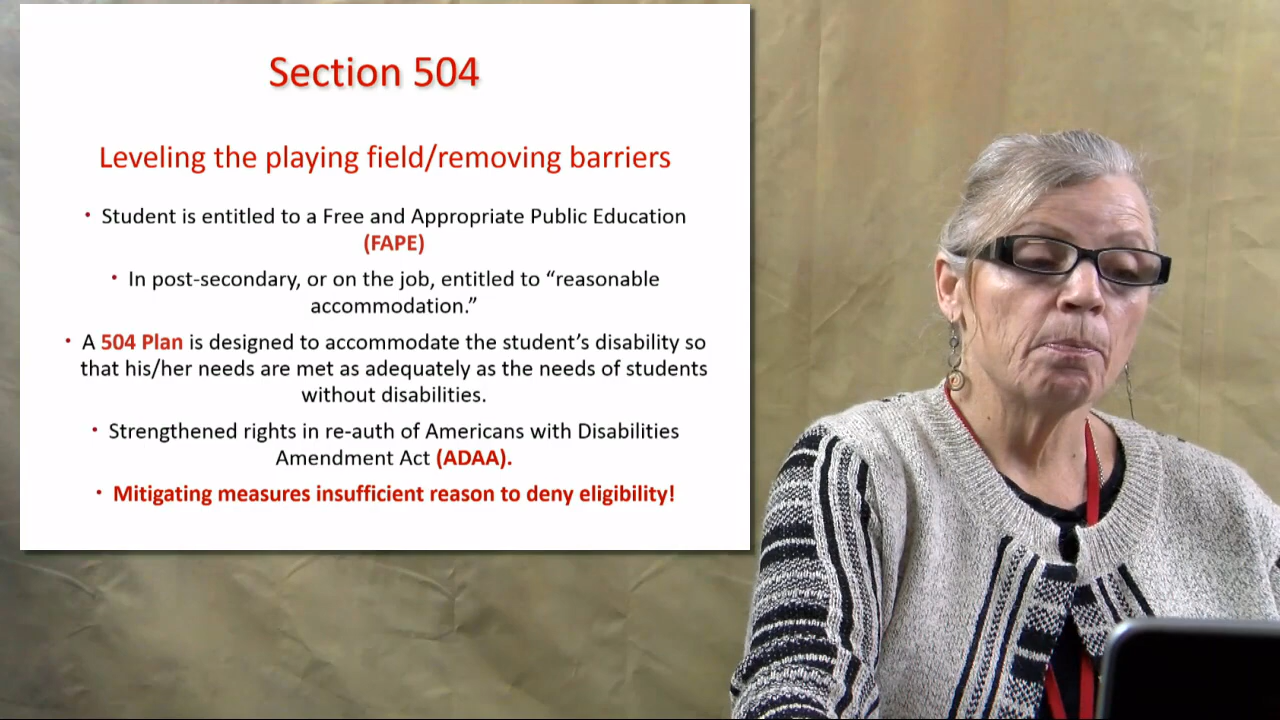 Section 504
Leveling the playing field/removing barriers
• Student is entitled to a Free and Appropriate Public Education
(FAPE)
• In post-secondary, or on the job, entitled to “reasonable
accommodation.”
• A 504 Plan is designed to accommodate the student’s disability so
that his/her needs are met as adequately as the needs of students
without disabilities.
• Strengthened rights in re-auth of Americans with Disabilities
Amendment Act (ADAA).
• Mitigating measures insufficient reason to deny eligibility!